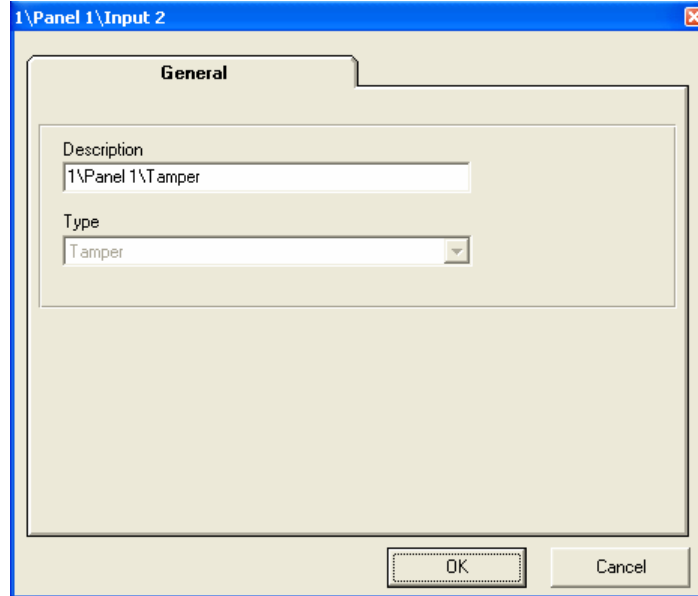 1\Panel 1\Input 2
General
Description
1\Panel 1\Tamper
Type
Tamper
OK
Cancel